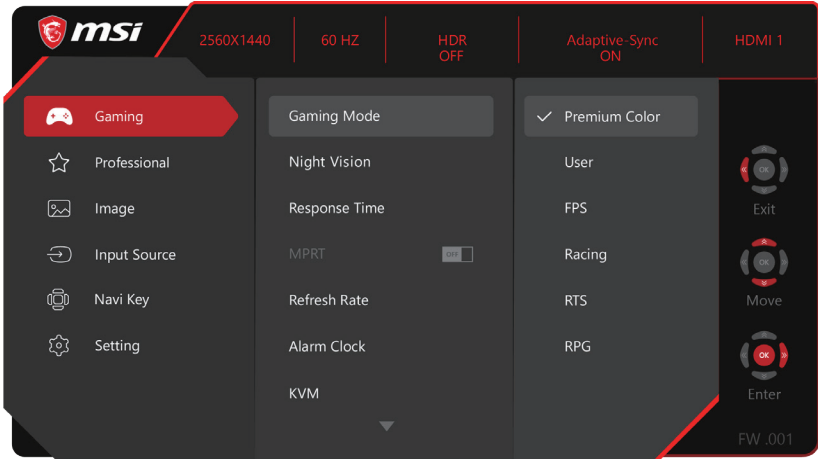 msi
2560X1440
60 HZ
HDR
OFF
Adaptive-Sync
ON
HDMI 1
Gaming
Professional
Image
Input Source
Navi Key
Setting
Gaming Mode
Night Vision
Response Time
MPRT
OFF
Refresh Rate
Alarm Clock
KVM
Premium Color
User
FPS
Racing
RTS
RPG
OK
Exit
OK
Move
OK
Enter
FW .001